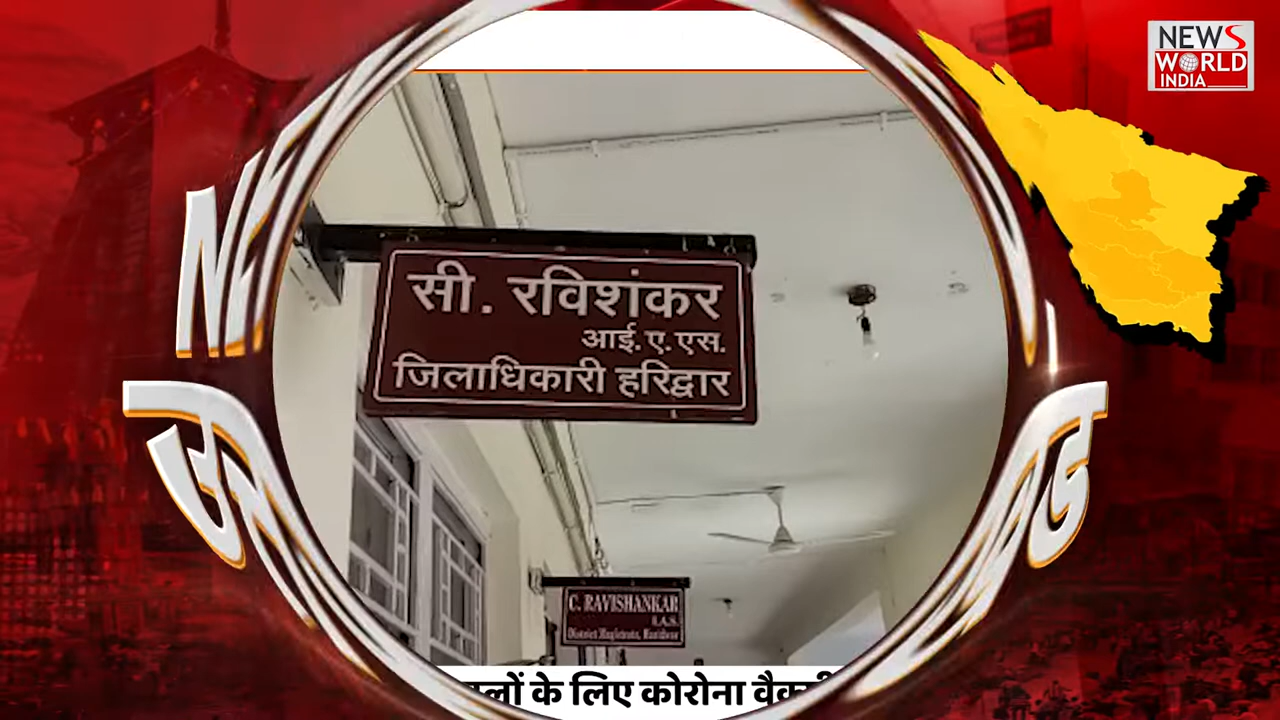 NEWS
WORLD
INDIA
सी. रविशंकर
आई.ए.एस.
जिलाधिकारी हरिद्वार
C. RAVISHANKAR
I.A.S.
District Magistrate, Haridwar
के लिए कोरोना